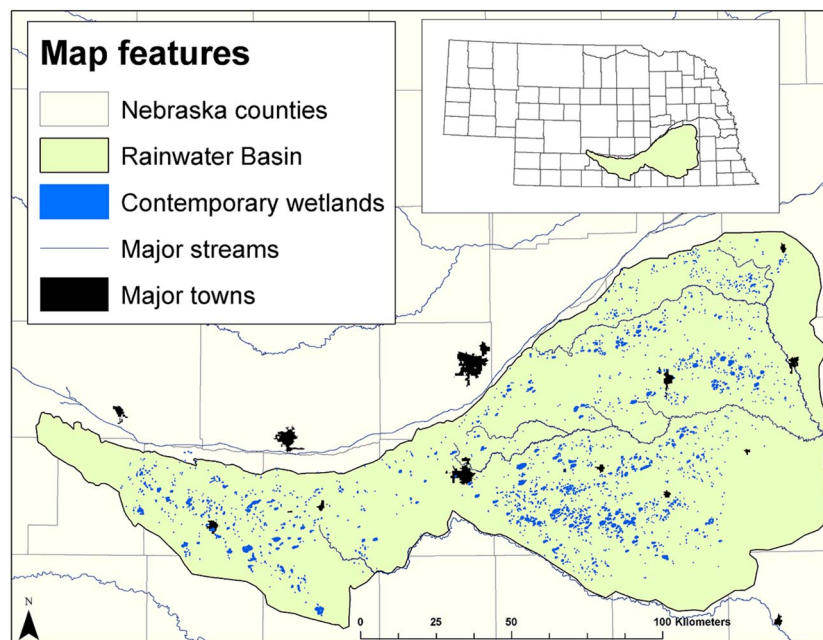 Map features
Nebraska counties
Rainwater Basin
Contemporary wetlands
Major streams
Major towns
N
0 25 50 100 Kilometers